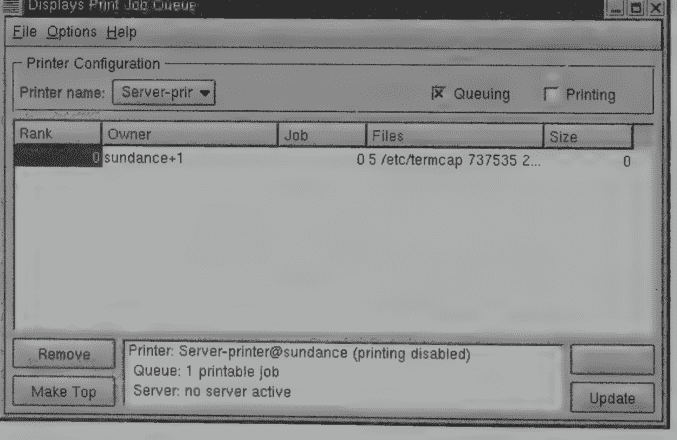 Displays Print Job Queue
File Options Help
Printer Configuration
Printer name: Server-prir Queuing Printing
Rank Owner Job Files Size
0 sundance+1 0 5 /etc/termcap 737535 2... 0
Remove
Make Top
Printer: Server-printer@sundance (printing disabled)
Queue: 1 printable job
Server: no server active
Update